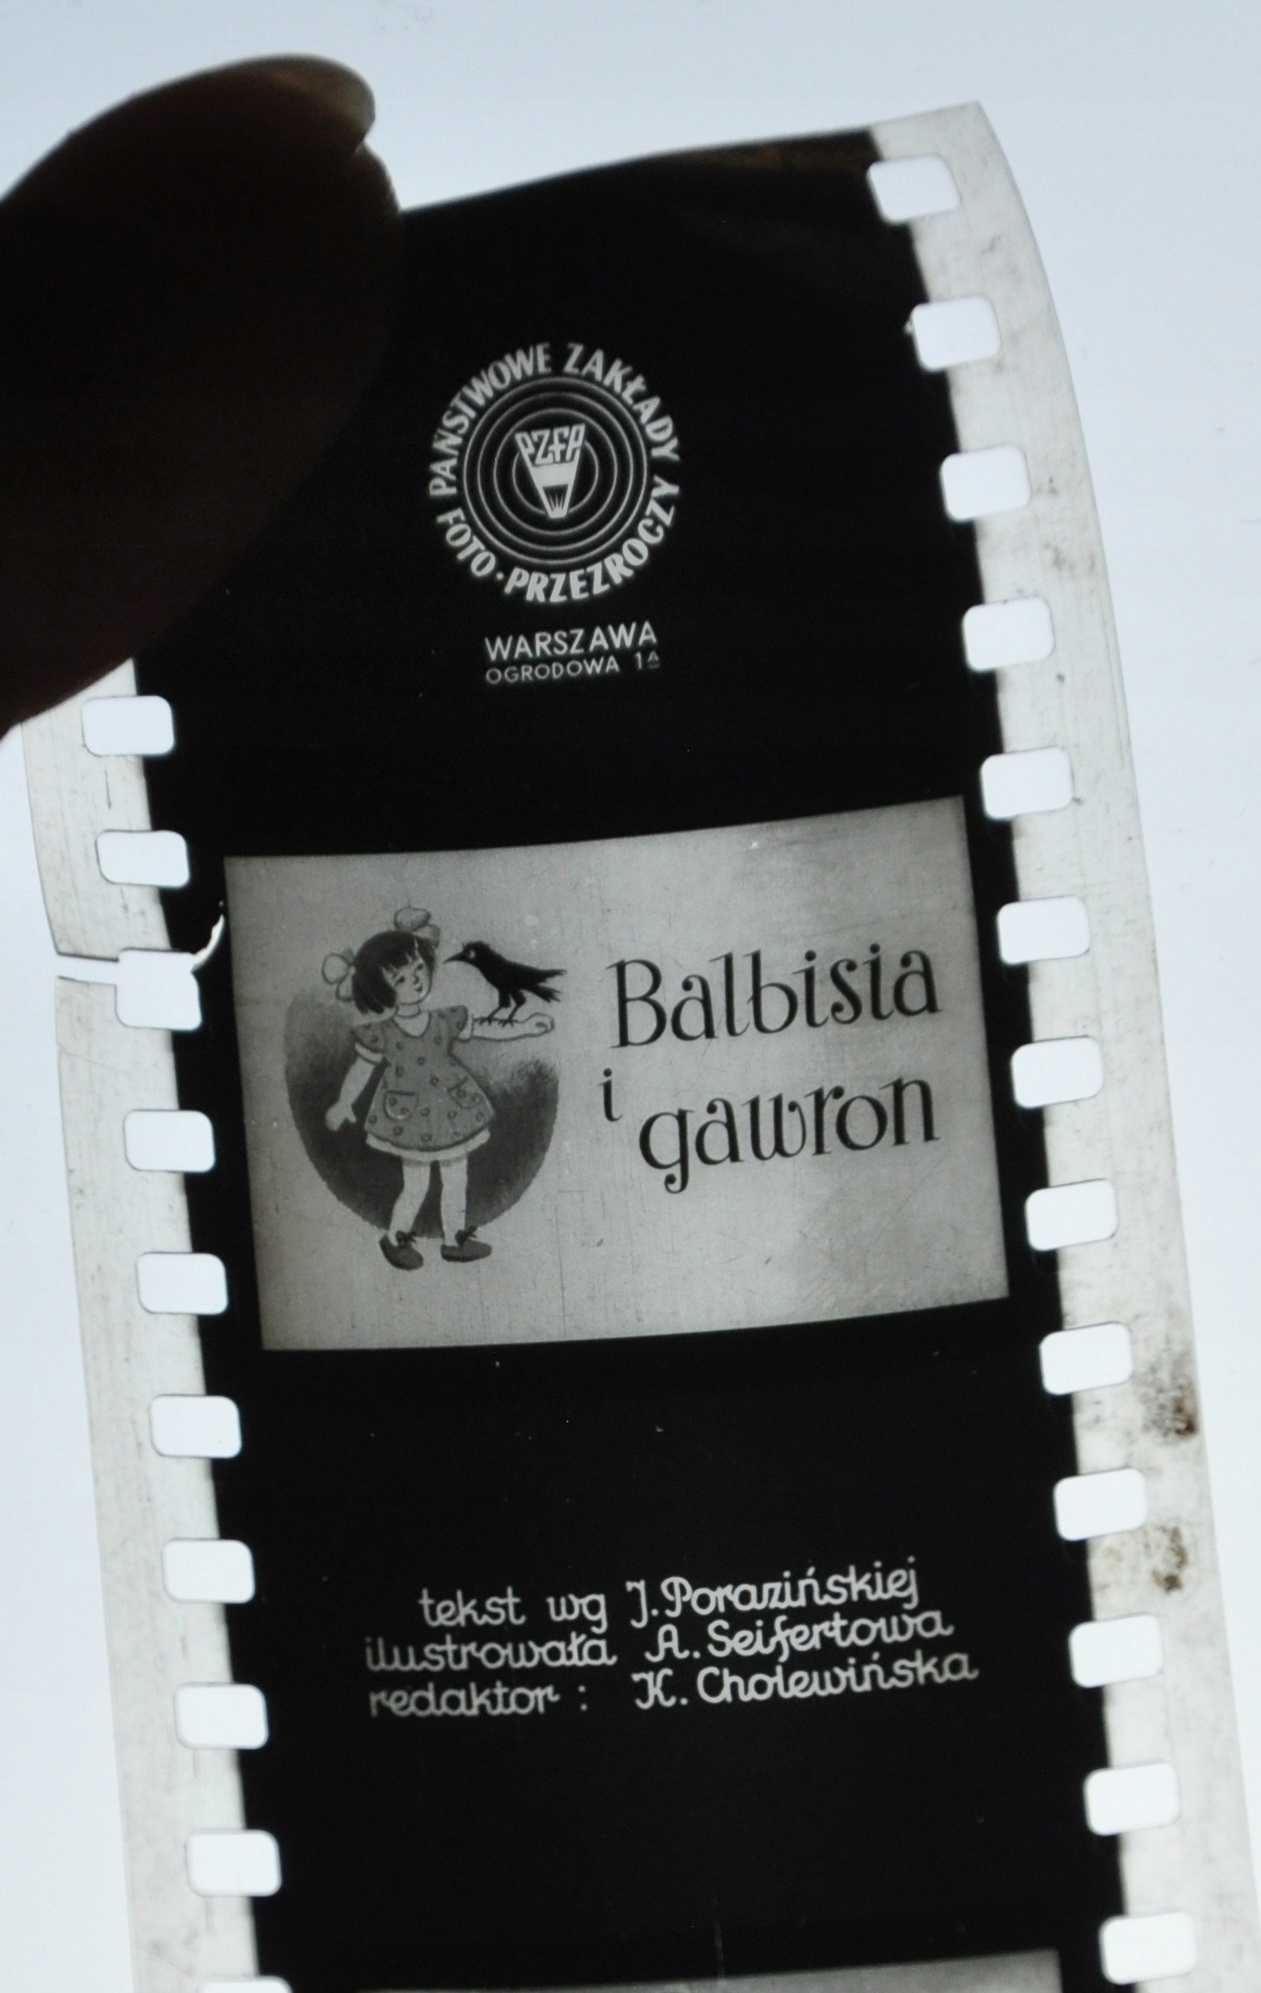 PAŃSTWOWE ZAKŁADY
FOTO · PRZEZROCZY
PZFP
WARSZAWA
OGRODOWA 1A
Balbisia
i gawron
tekst wg J. Porazińskiej
ilustrowała A. Seifertowa
redaktor : K. Cholewińska